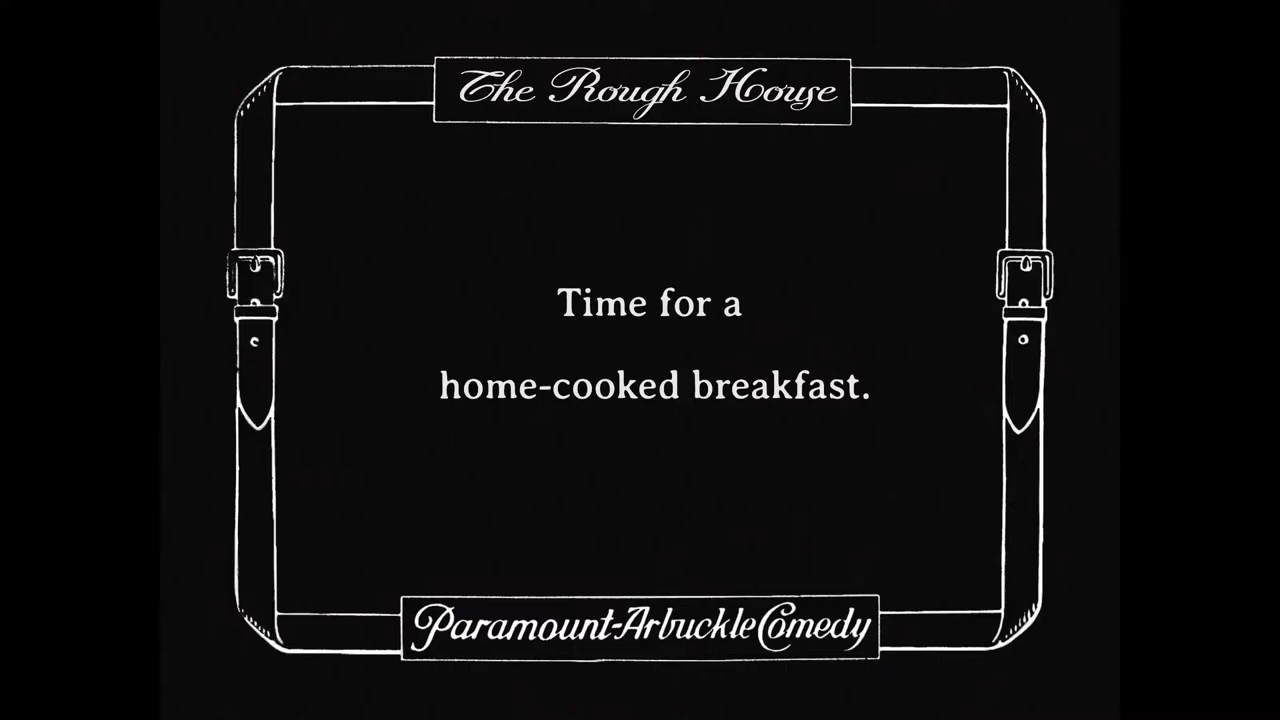 The Rough House
Time for a
home-cooked breakfast.
Paramount-Arbuckle Comedy